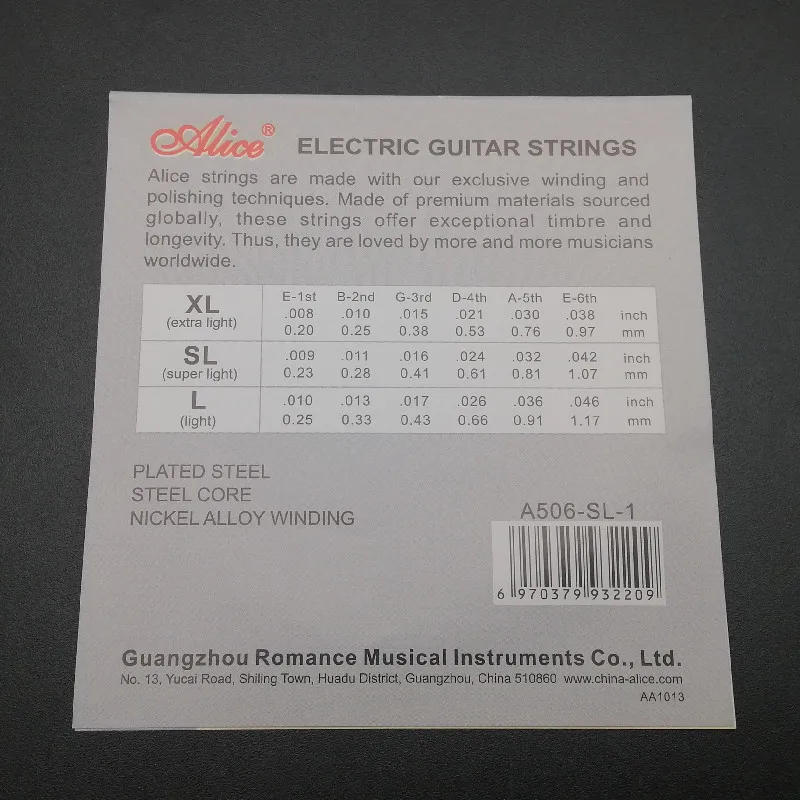 Alice® ELECTRIC GUITAR STRINGS
Alice strings are made with our exclusive winding and
polishing techniques. Made of premium materials sourced
globally, these strings offer exceptional timbre and
longevity. Thus, they are loved by more and more musicians
worldwide.
XL E-1st B-2nd G-3rd D-4th A-5th E-6th
(extra light) .008 .010 .015 .021 .030 .038 inch
0.20 0.25 0.38 0.53 0.76 0.97 mm
SL .009 .011 .016 .024 .032 .042 inch
(super light) 0.23 0.28 0.41 0.61 0.81 1.07 mm
L .010 .013 .017 .026 .036 .046 inch
(light) 0.25 0.33 0.43 0.66 0.91 1.17 mm
PLATED STEEL
STEEL CORE
NICKEL ALLOY WINDING
A506-SL-1
6 970379 932209
Guangzhou Romance Musical Instruments Co., Ltd.
No. 13, Yucai Road, Shiling Town, Huadu District, Guangzhou, China 510860 www.china-alice.com
AA1013